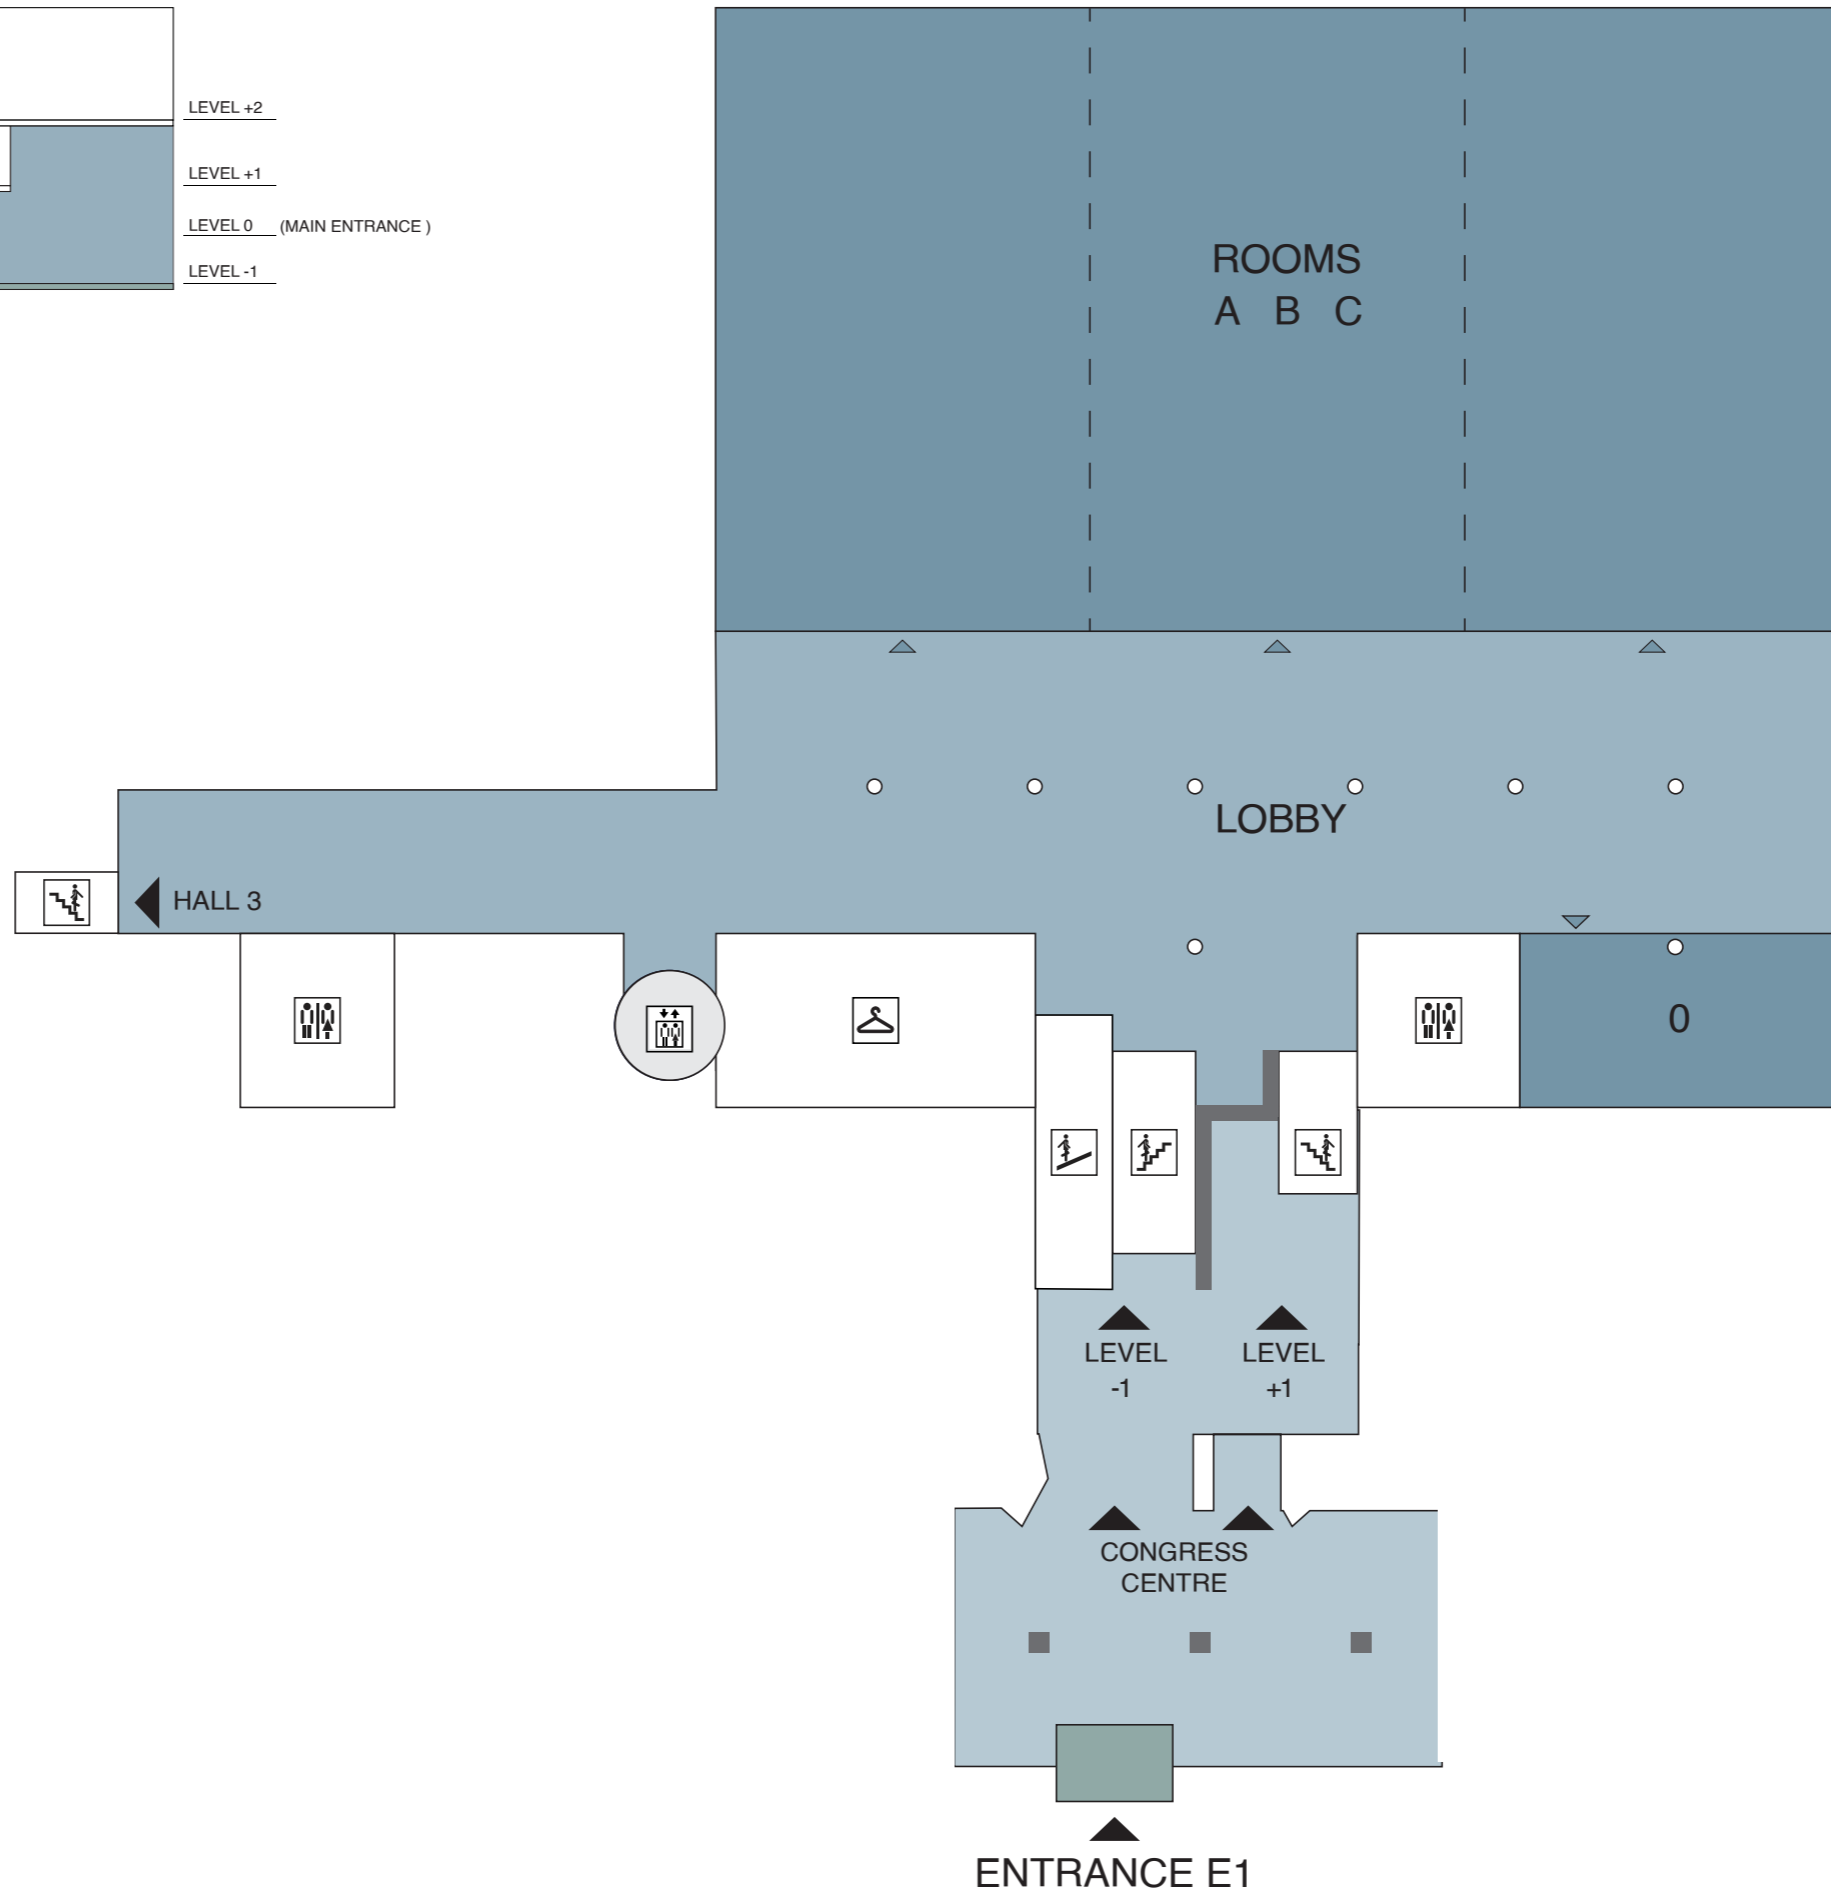 LEVEL +2
LEVEL +1
LEVEL 0 (MAIN ENTRANCE )
LEVEL -1
ROOMS
A B C
LOBBY
HALL 3
0
LEVEL
-1
LEVEL
+1
CONGRESS
CENTRE
ENTRANCE E1